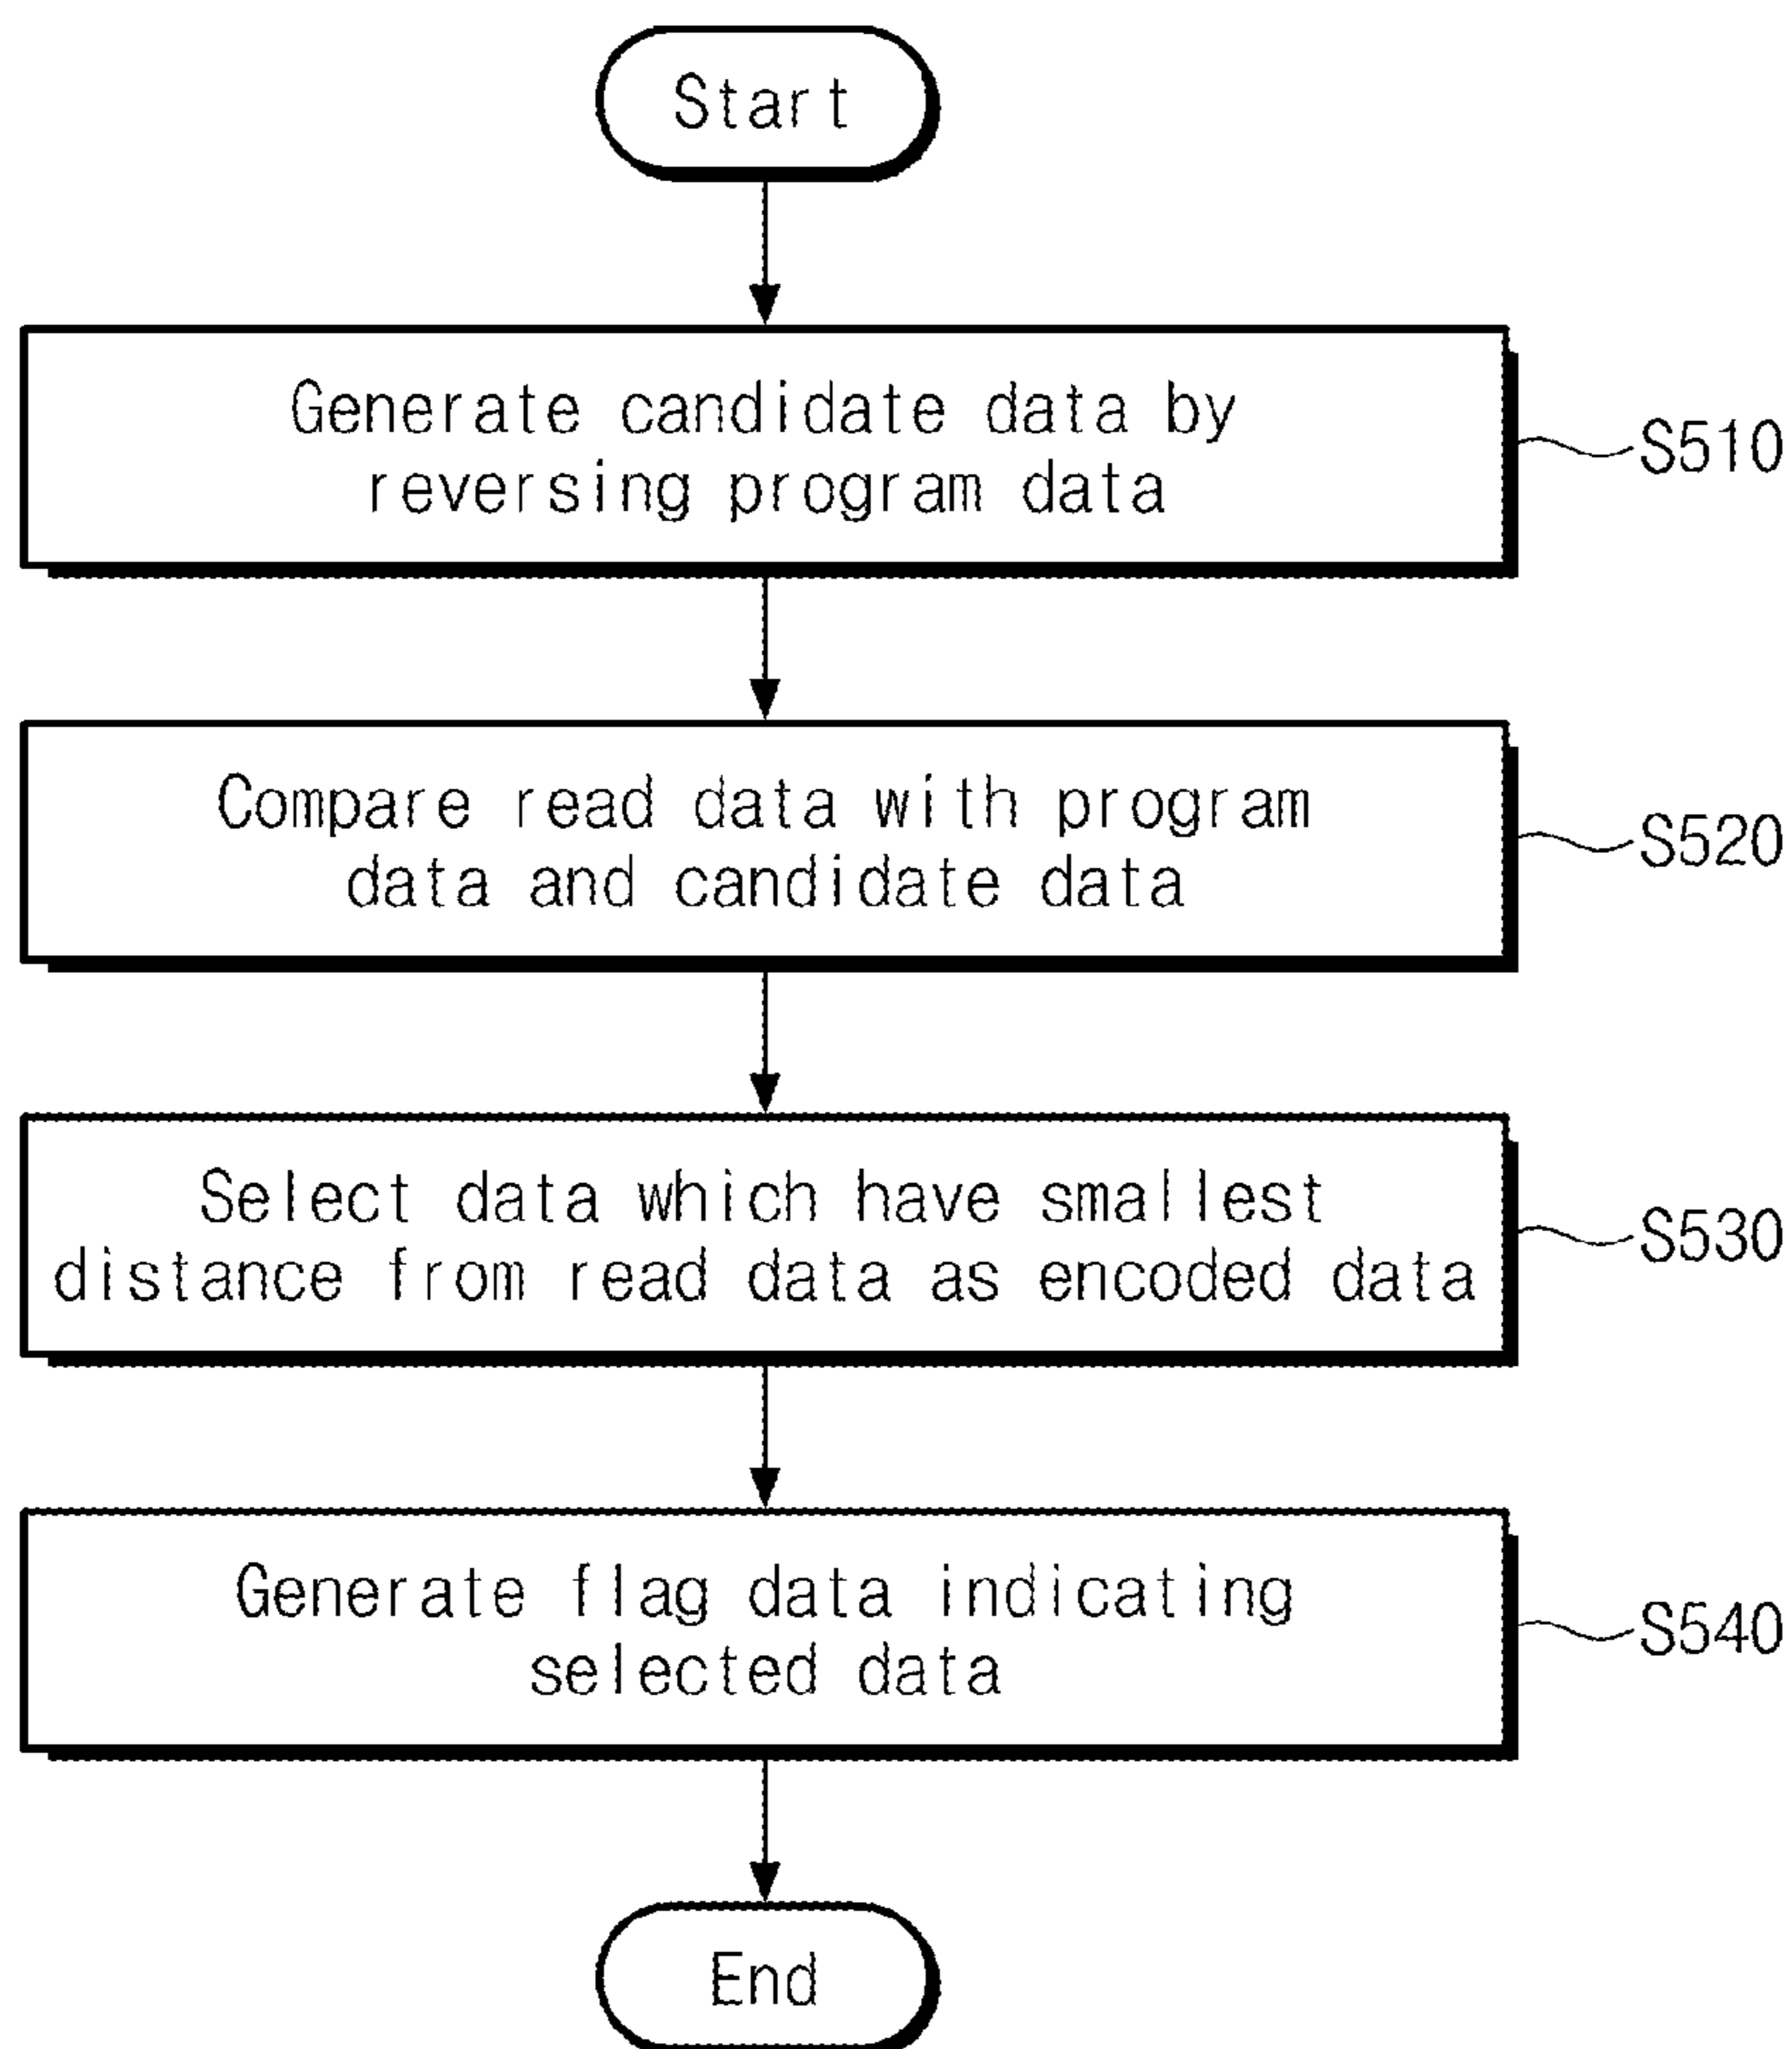 Start
Generate candidate data by
reversing program data
S510
Compare read data with program
data and candidate data
S520
Select data which have smallest
distance from read data as encoded data
S530
Generate flag data indicating
selected data
S540
End